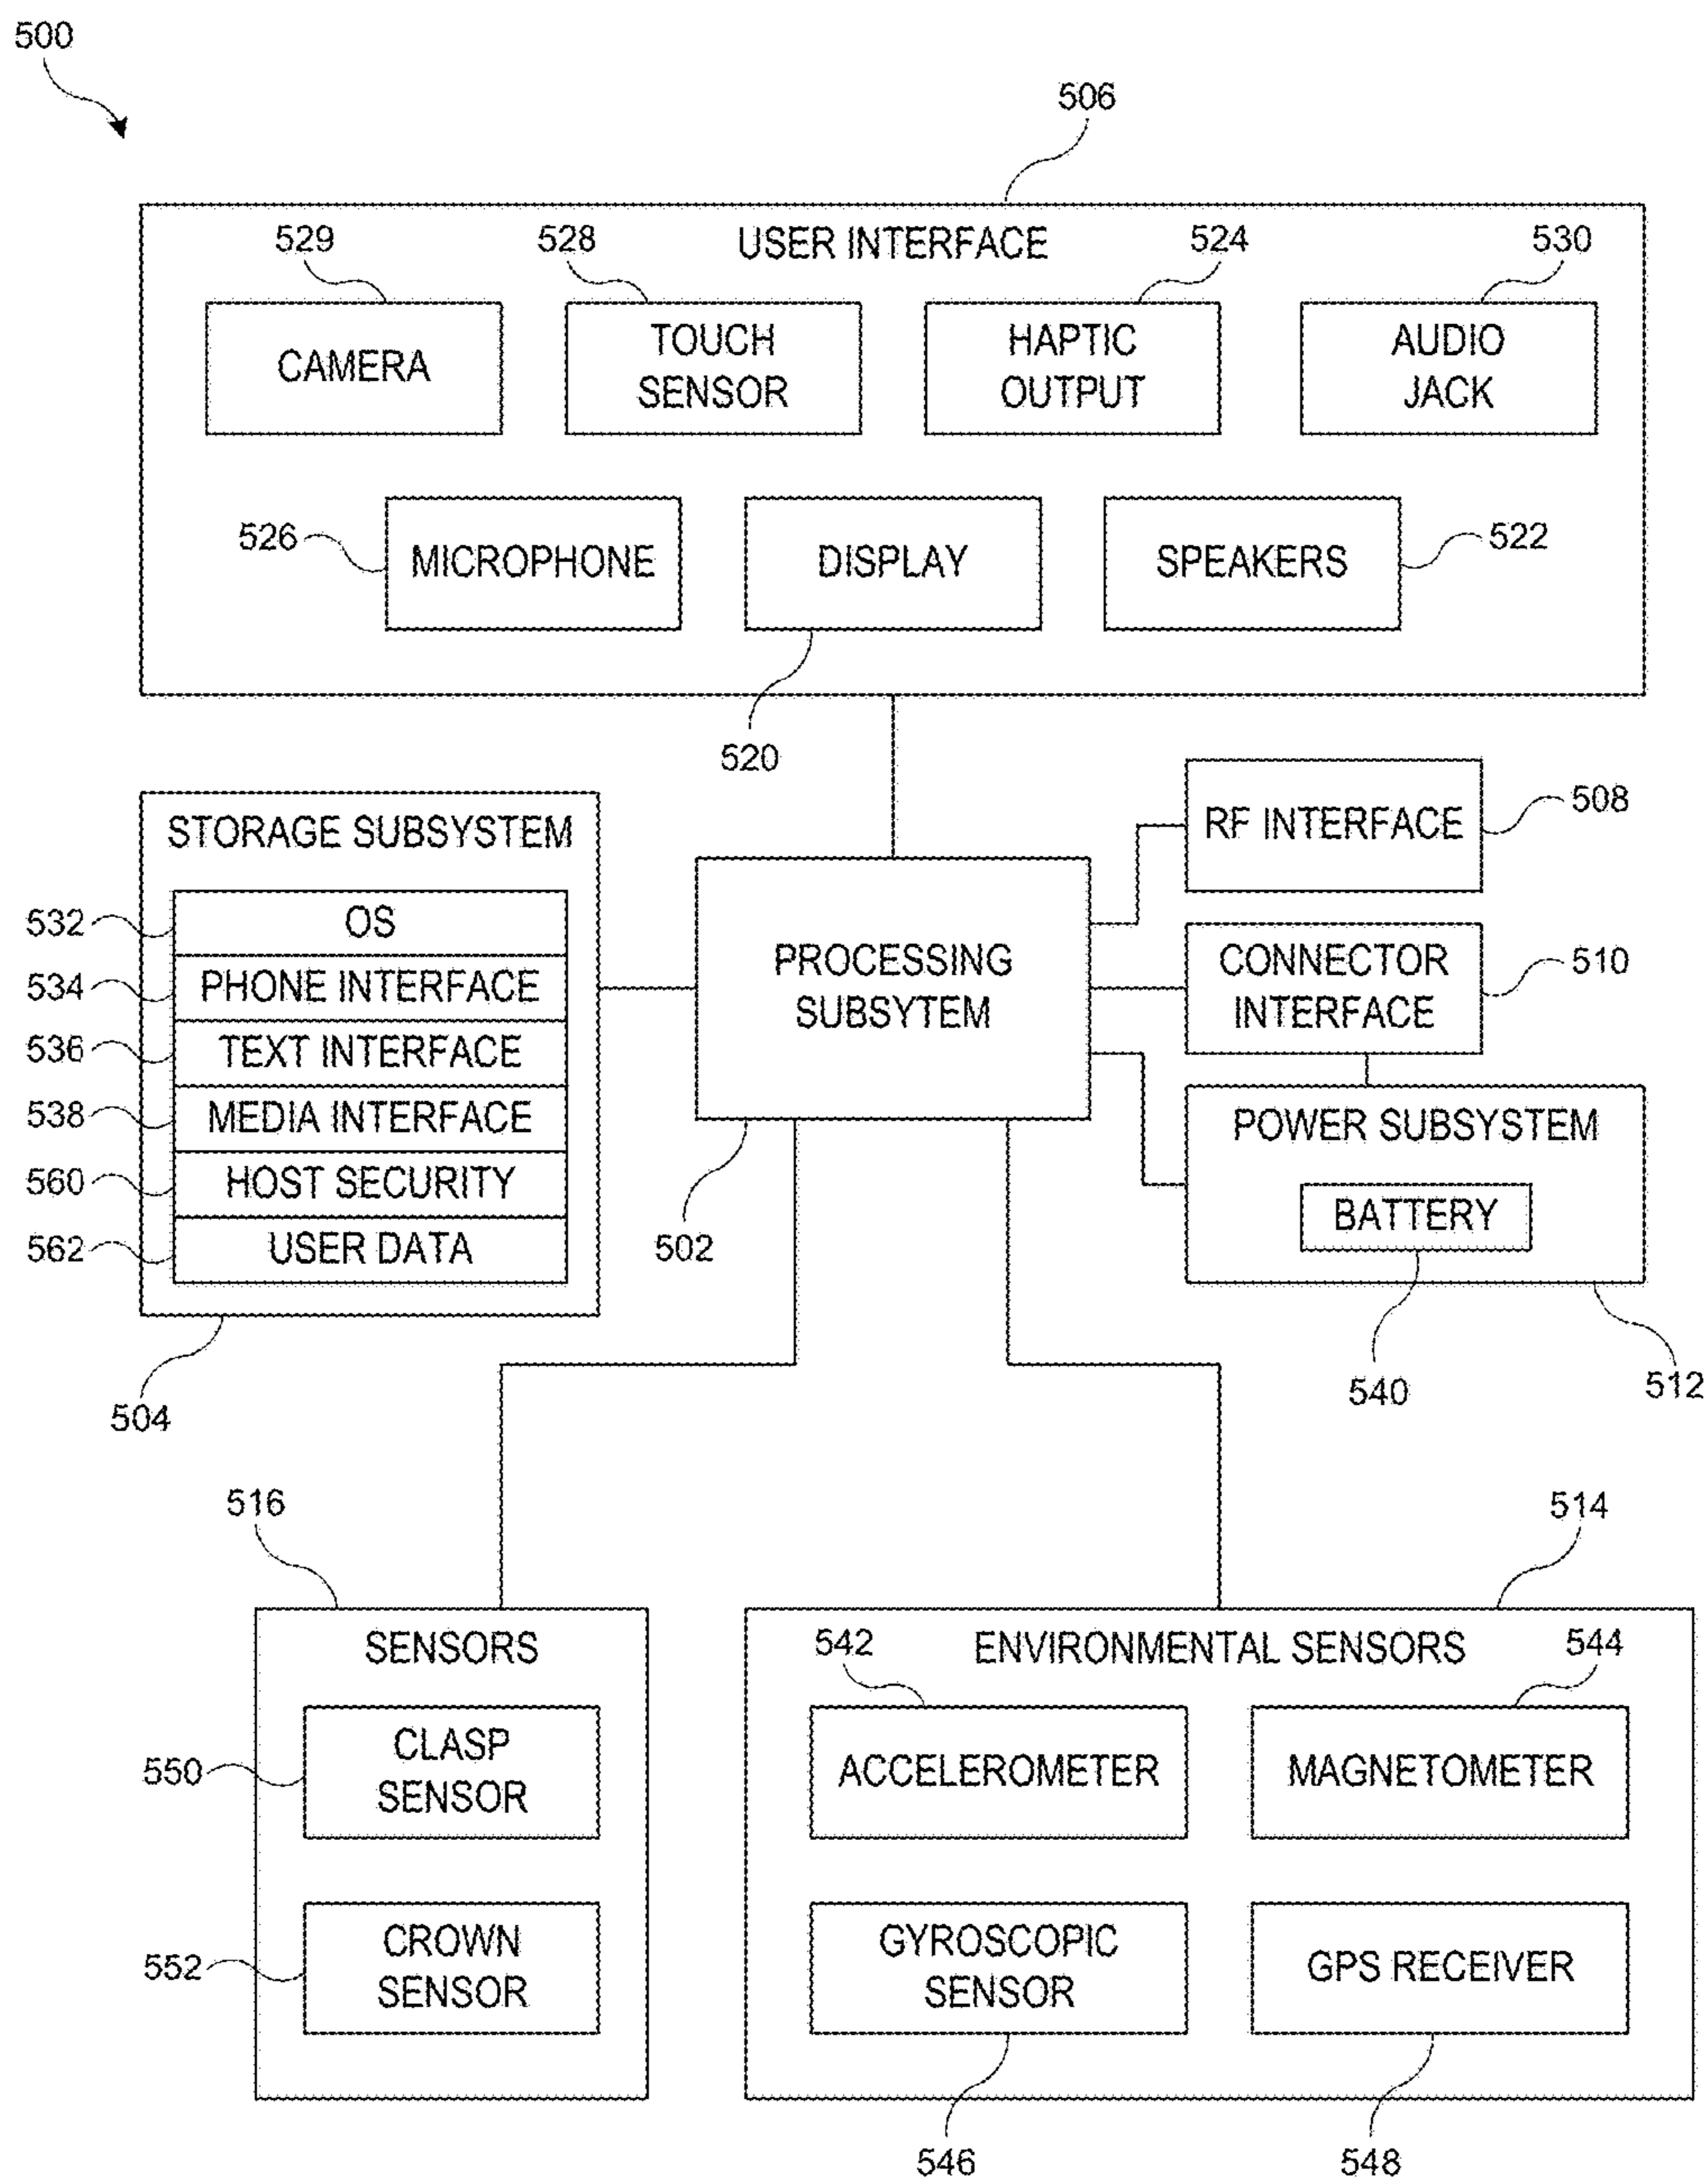 500
506
USER INTERFACE
529
528
524
530
CAMERA
TOUCH
SENSOR
HAPTIC
OUTPUT
AUDIO
JACK
526
MICROPHONE
DISPLAY
SPEAKERS
522
520
STORAGE SUBSYSTEM
532
OS
534
PHONE INTERFACE
536
TEXT INTERFACE
538
MEDIA INTERFACE
560
HOST SECURITY
562
USER DATA
504
PROCESSING
SUBSYTEM
502
RF INTERFACE
508
CONNECTOR
INTERFACE
510
POWER SUBSYSTEM
BATTERY
540
512
516
SENSORS
CLASP
SENSOR
550
CROWN
SENSOR
552
514
ENVIRONMENTAL SENSORS
542
544
ACCELEROMETER
MAGNETOMETER
GYROSCOPIC
SENSOR
GPS RECEIVER
546
548